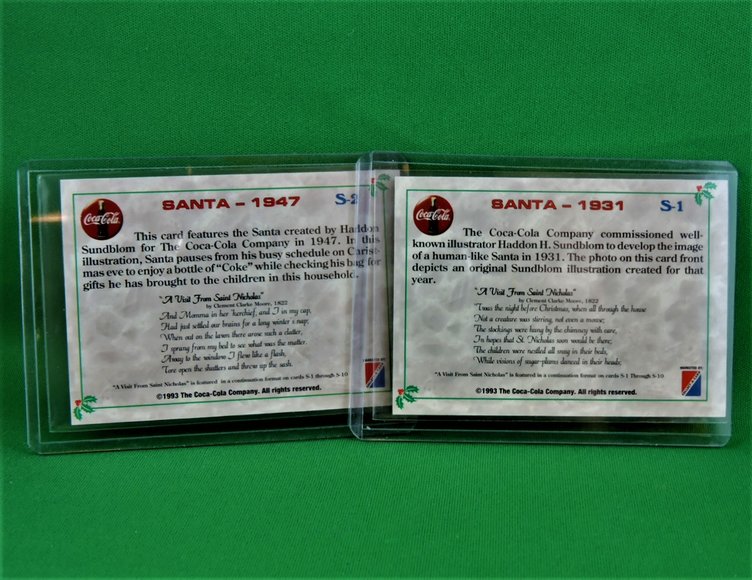 Coca-Cola
SANTA – 1947 S-2
This card features the Santa created by Haddon
Sundblom for The Coca-Cola Company in 1947. In this
illustration, Santa pauses from his busy schedule on Christ-
mas eve to enjoy a bottle of "Coke" while checking his bag for
gifts he has brought to the children in this household.
"A Visit From Saint Nicholas"
by Clement Clarke Moore, 1822
And Momma in her 'kerchief, and I in my cap,
Had just settled our brains for a long winter's nap;
When out on the lawn there arose such a clatter,
I sprang from my bed to see what was the matter.
Away to the window I flew like a flash,
Tore open the shutters and threw up the sash.
"A Visit From Saint Nicholas" is featured in a continuation format on cards S-1 through S-10
©1993 The Coca-Cola Company. All rights reserved.
MARKETED BY:
Coca-Cola
SANTA – 1931 S-1
The Coca-Cola Company commissioned well-
known illustrator Haddon H. Sundblom to develop the image
of a human-like Santa in 1931. The photo on this card front
depicts an original Sundblom illustration created for that
year.
"A Visit From Saint Nicholas"
by Clement Clarke Moore, 1822
'Twas the night before Christmas, when all through the house
Not a creature was stirring, not even a mouse;
The stockings were hung by the chimney with care,
In hopes that St. Nicholas soon would be there;
The children were nestled all snug in their beds,
While visions of sugar-plums danced in their heads;
"A Visit From Saint Nicholas" is featured in a continuation format on cards S-1 through S-10
©1993 The Coca-Cola Company. All rights reserved.
MARKETED BY: